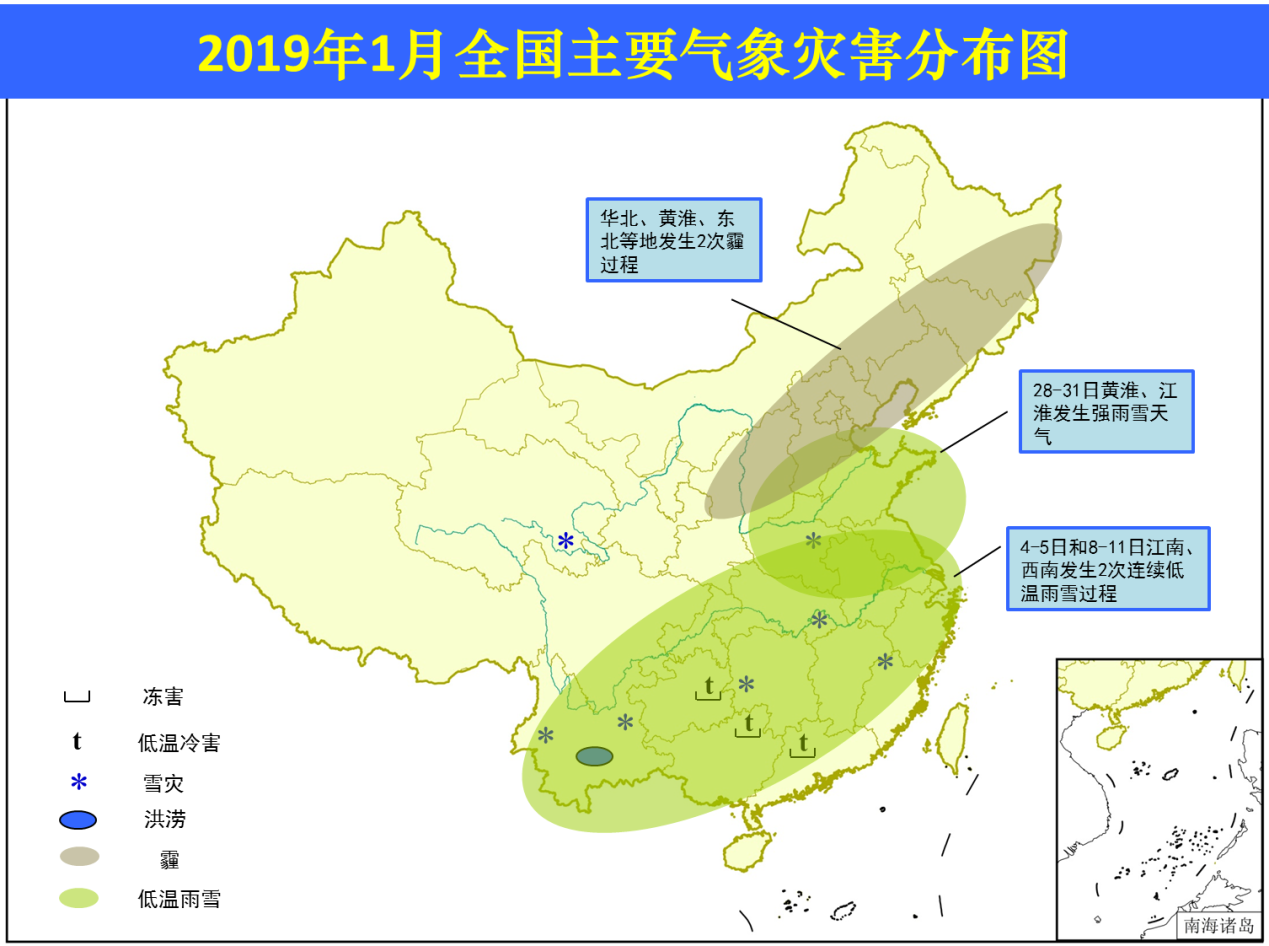 2019年1月全国主要气象灾害分布图
华北、黄淮、东
北等地发生2次霾
过程
28-31日黄淮、江
淮发生强雨雪天
气
4-5日和8-11日江南、
西南发生2次连续低
温雨雪过程
t
t
t
冻害
t 低温冷害
雪灾
洪涝
霾
低温雨雪
南海诸岛